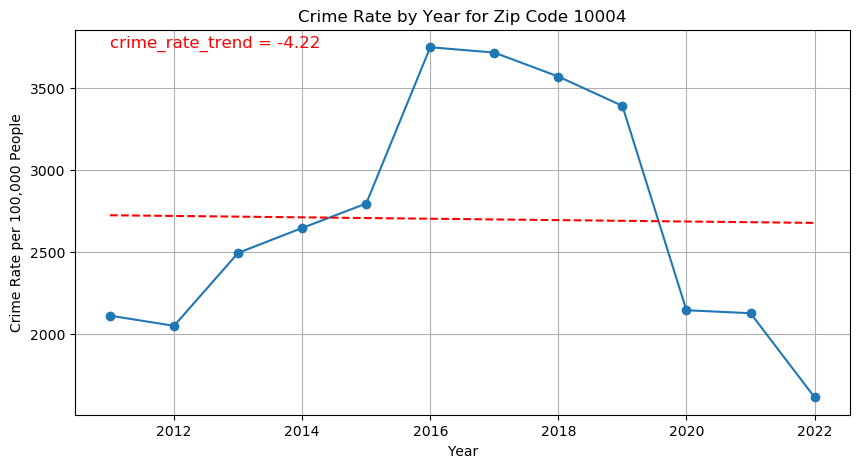 Crime Rate by Year for Zip Code 10004
crime_rate_trend = -4.22
Crime Rate per 100,000 People
3500
3000
2500
2000
2012 2014 2016 2018 2020 2022
Year